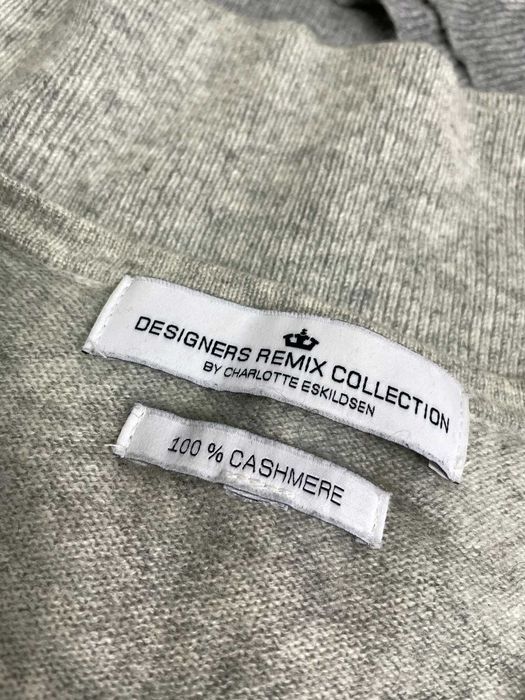 DESIGNERS REMIX COLLECTION
BY CHARLOTTE ESKILDSEN
100 % CASHMERE